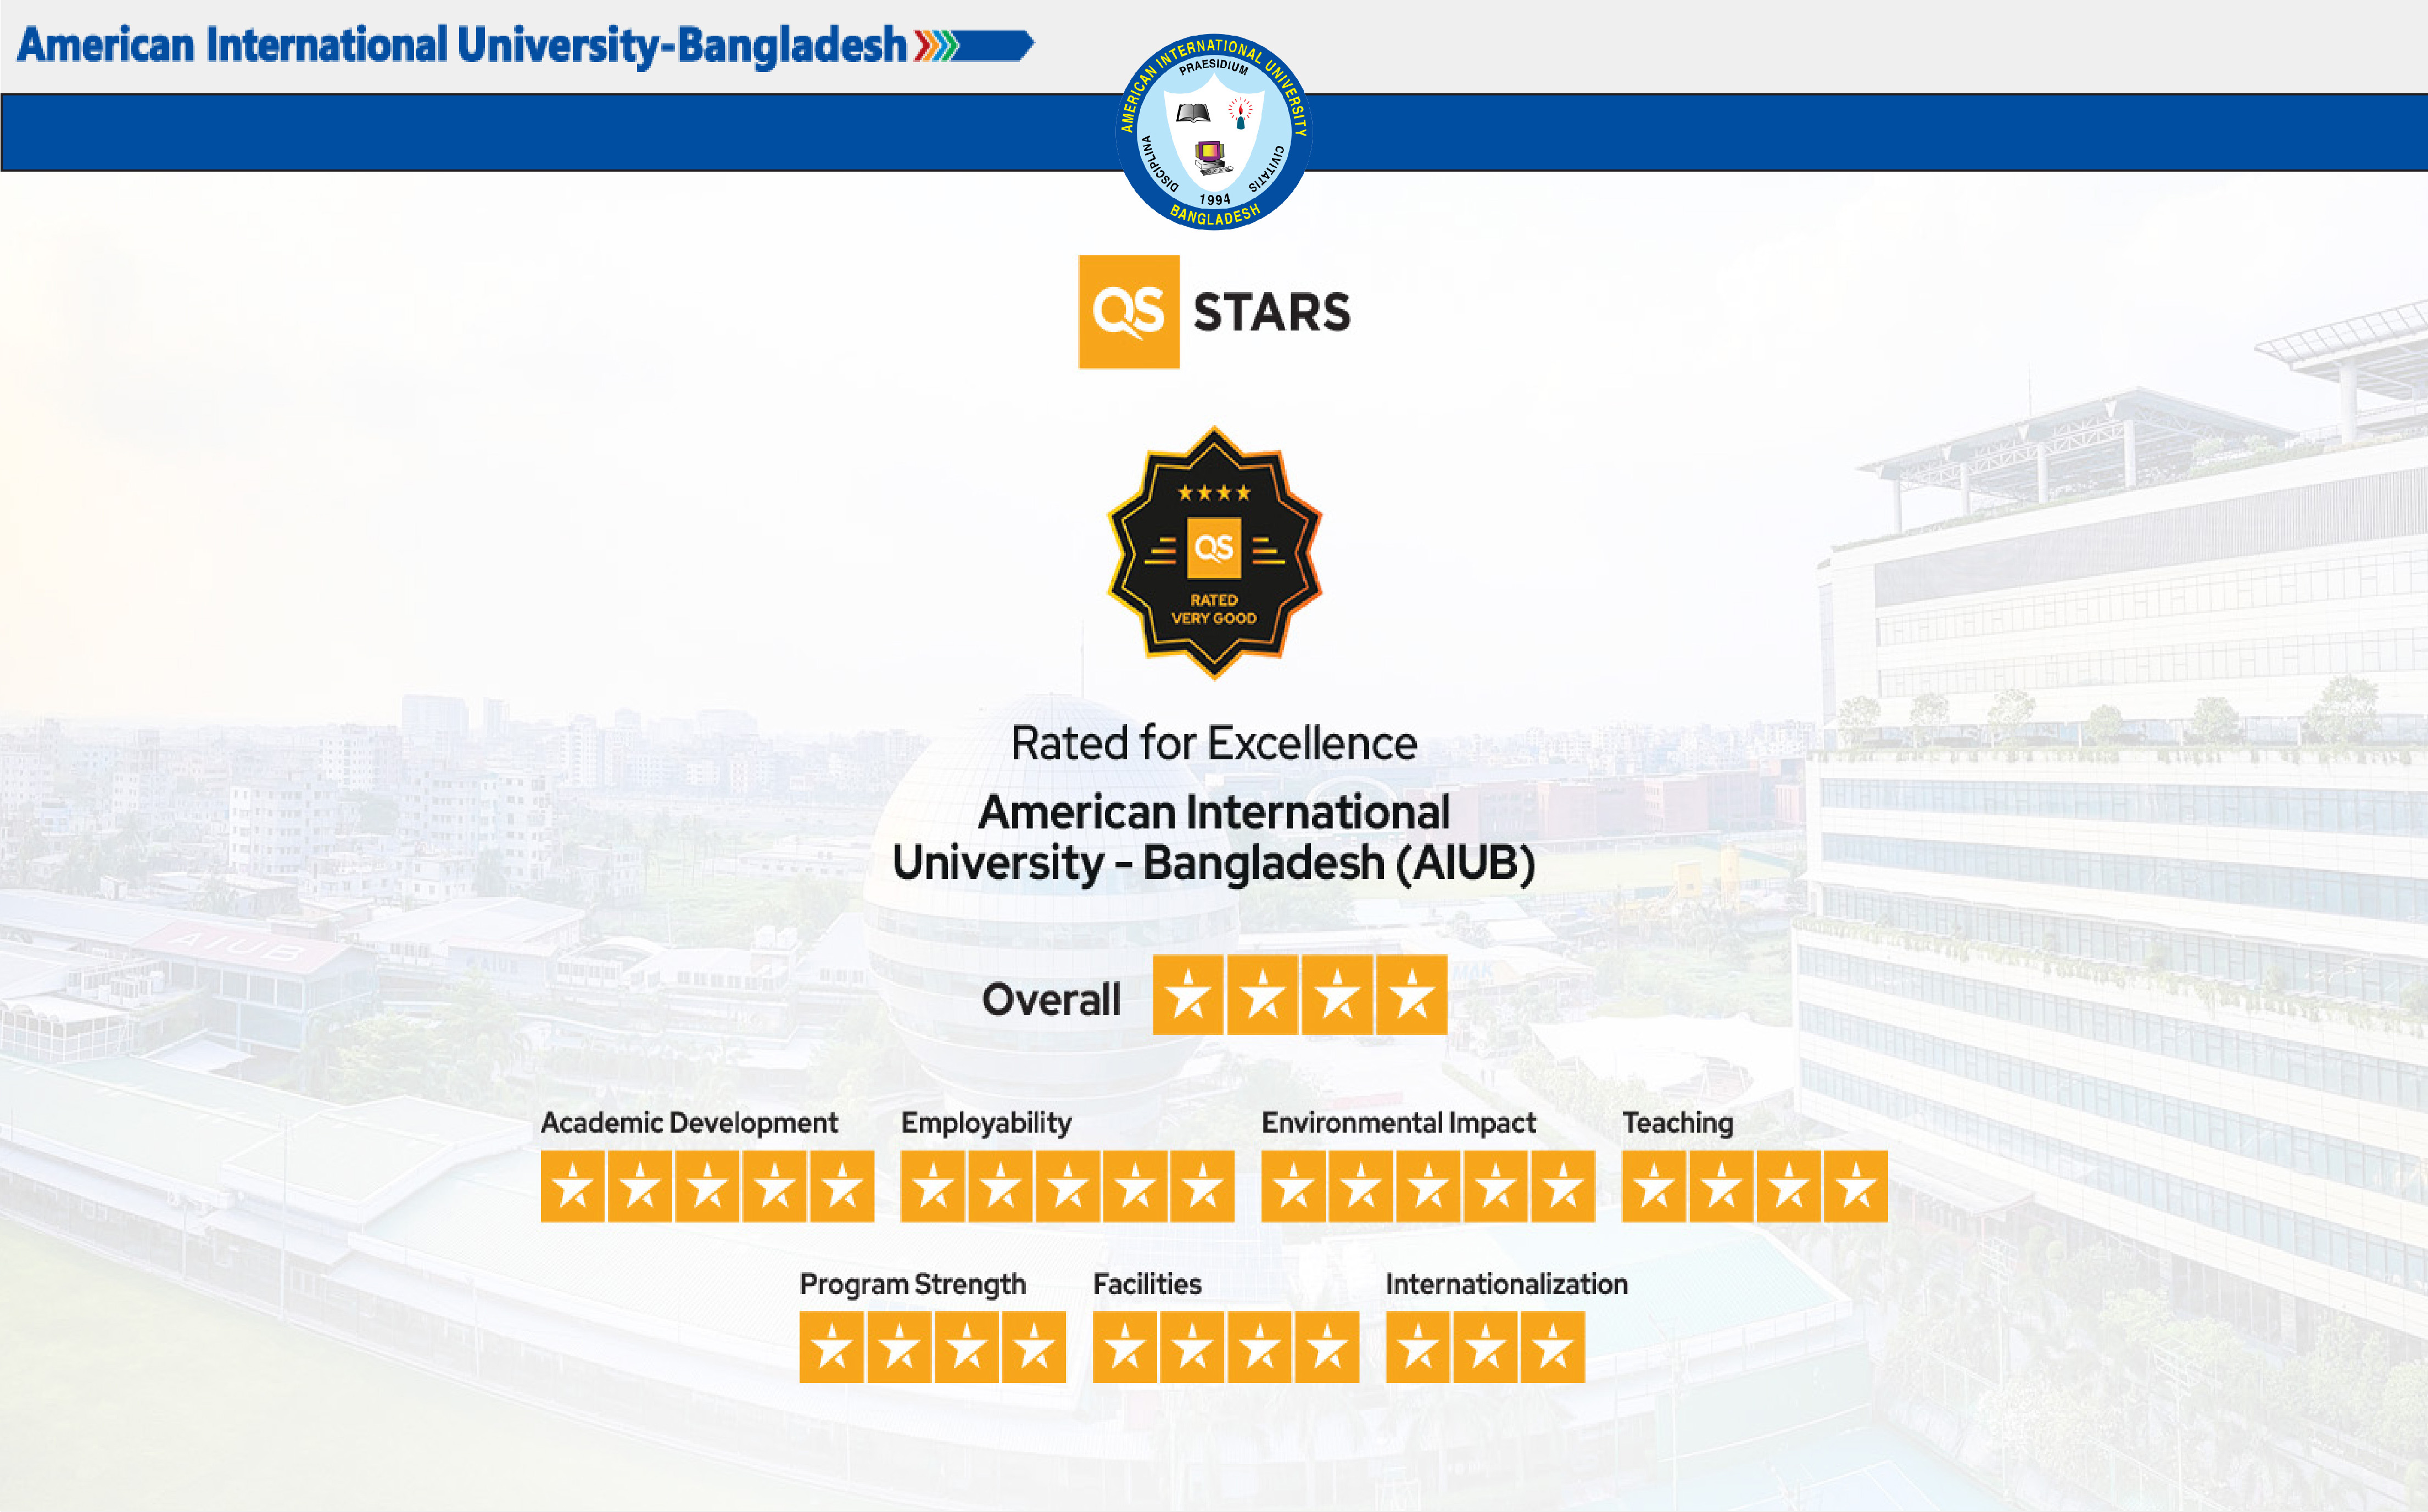 American International University-Bangladesh
AMERICAN INTERNATIONAL UNIVERSITY
PRAESIDIUM
DISCIPLINA
CIVITATIS
1994
BANGLADESH
QS STARS
QS
RATED
VERY GOOD
Rated for Excellence
American International
University - Bangladesh (AIUB)
AIUB
Overall
Academic Development
Employability
Environmental Impact
Teaching
Program Strength
Facilities
Internationalization